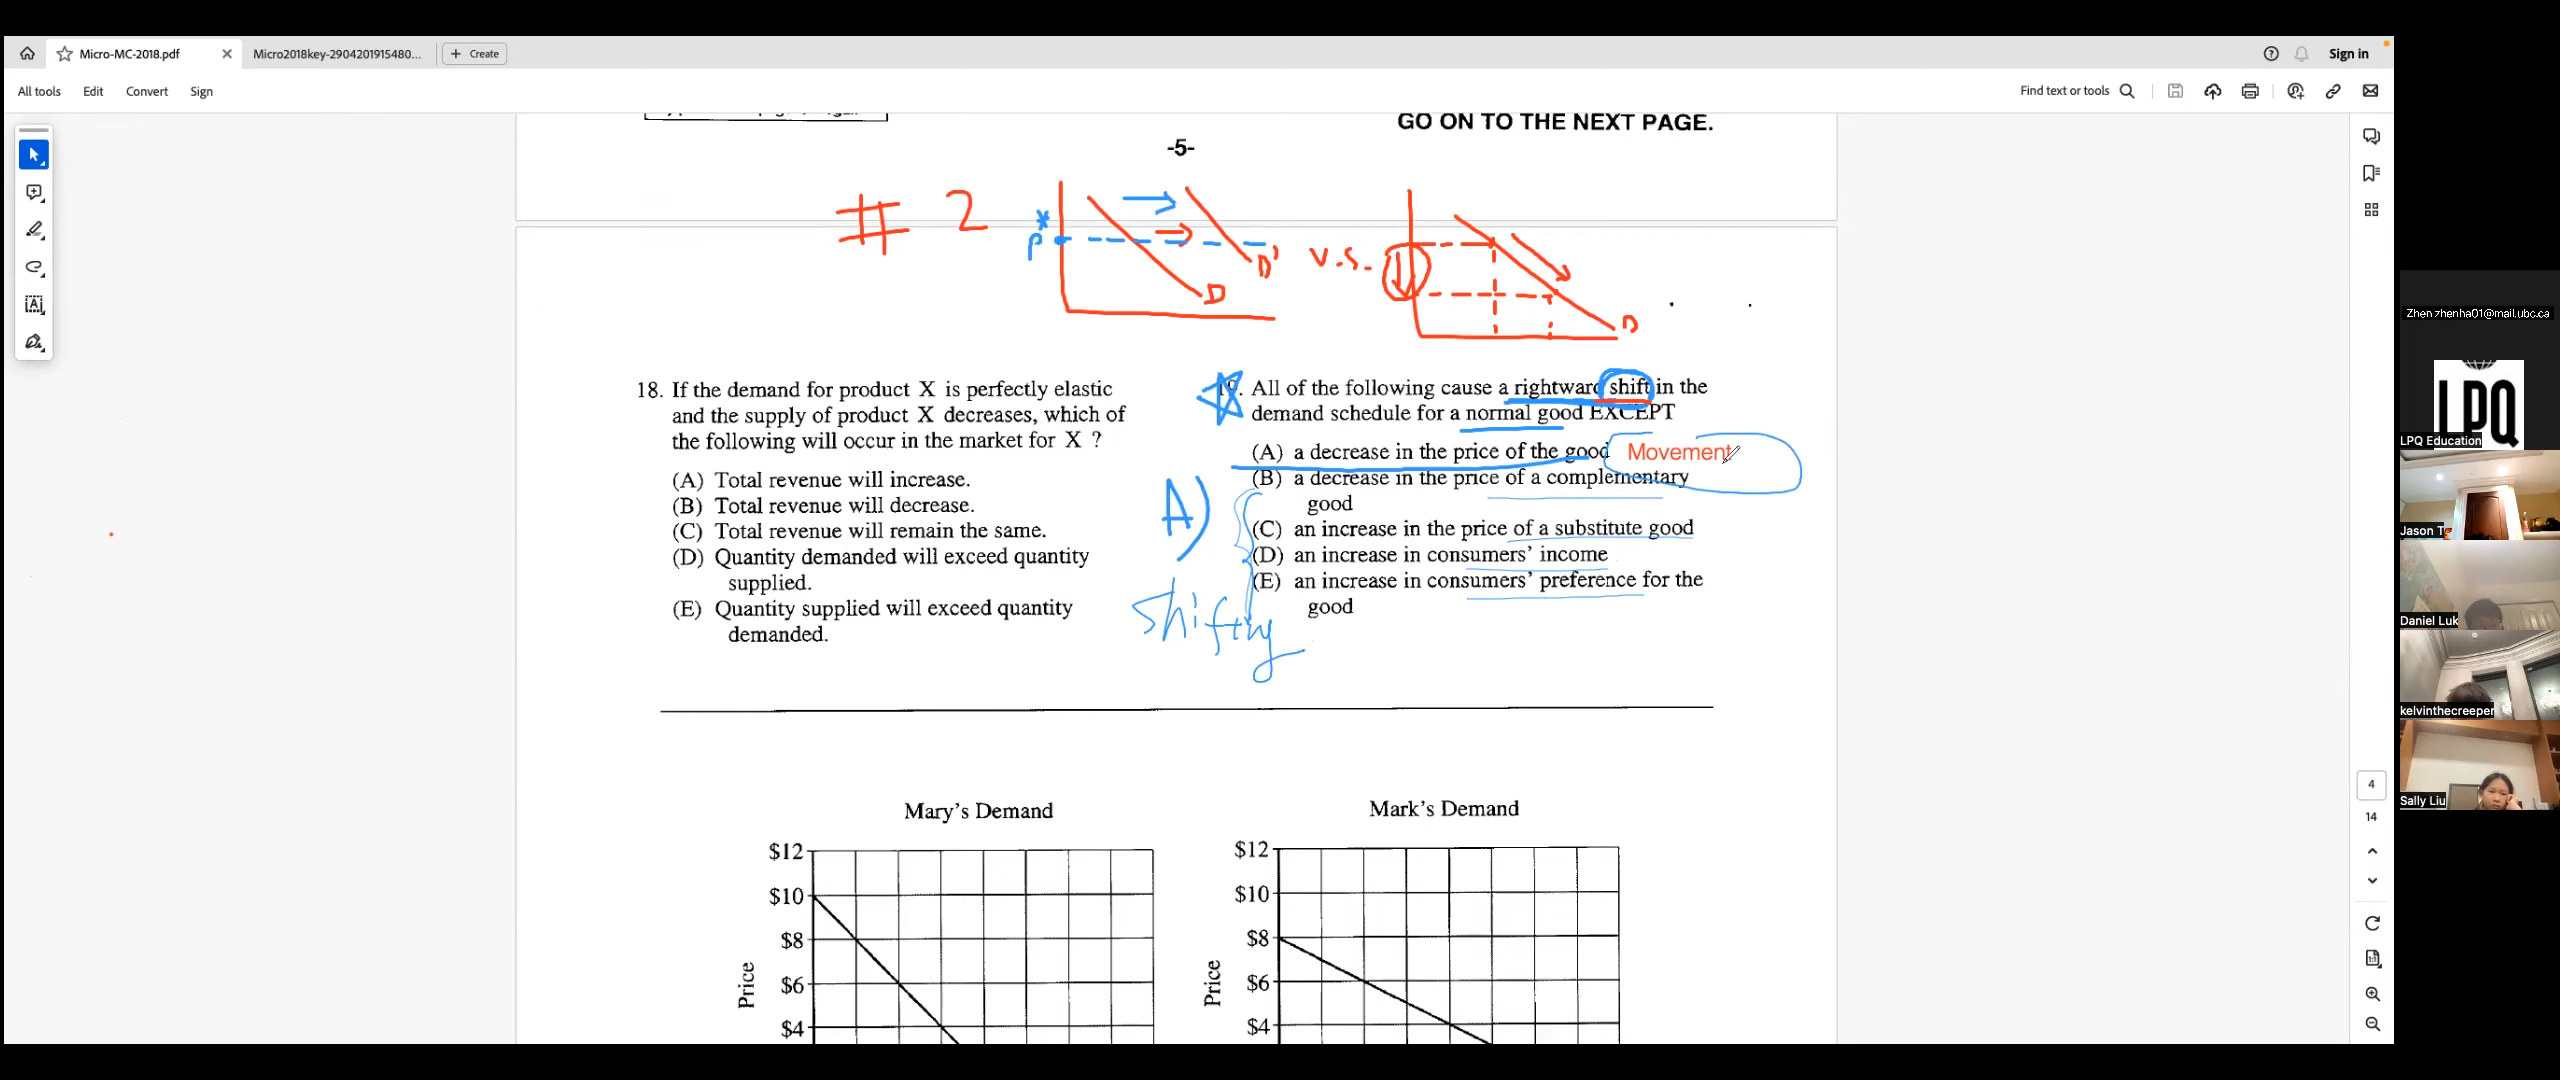 Micro-MC-2018.pdf
Micro2018key-2904201915480...
+ Create
Sign in
All tools Edit Convert Sign
Find text or tools
GO ON TO THE NEXT PAGE.
-5-
# 2
P*
D
D'
v.s.
D
18. If the demand for product X is perfectly elastic
and the supply of product X decreases, which of
the following will occur in the market for X ?
(A) Total revenue will increase.
(B) Total revenue will decrease.
(C) Total revenue will remain the same.
(D) Quantity demanded will exceed quantity
supplied.
(E) Quantity supplied will exceed quantity
demanded.
19. All of the following cause a rightward shift in the
demand schedule for a normal good EXCEPT
(A) a decrease in the price of the good Movement
(B) a decrease in the price of a complementary
good
(C) an increase in the price of a substitute good
(D) an increase in consumers' income
(E) an increase in consumers' preference for the
good
A)
Shifting
Mary's Demand
$12
$10
$8
$6
$4
Price
Mark's Demand
$12
$10
$8
$6
$4
Price
4
14
Zhen zhenha01@mail.ubc.ca
LPQ
LPQ Education
Jason T
Daniel Luk
kelvinthecreeper
Sally Liu